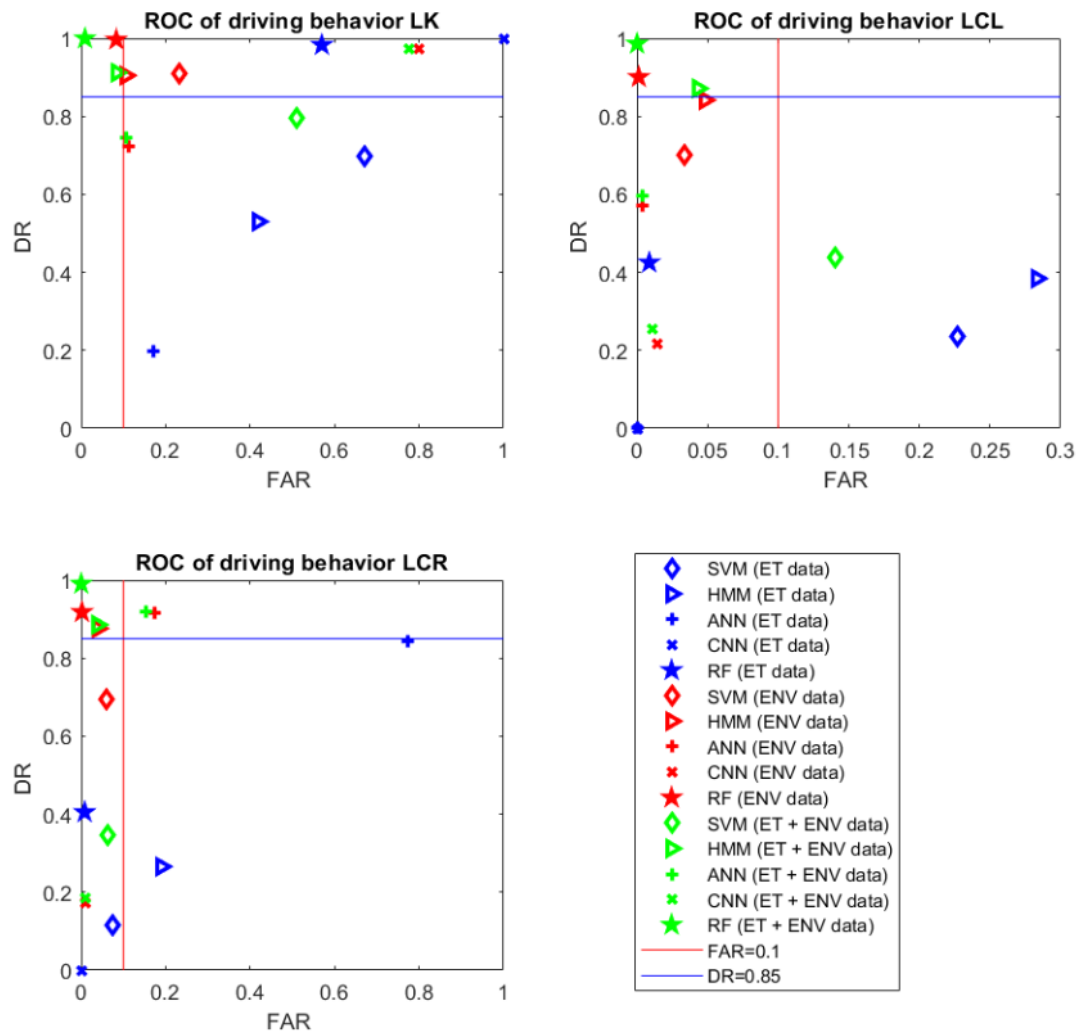 ROC of driving behavior LK
1
0.8
0.6
0.4
0.2
0
DR
0 0.2 0.4 0.6 0.8 1
FAR
ROC of driving behavior LCL
1
0.8
0.6
0.4
0.2
0
DR
0 0.05 0.1 0.15 0.2 0.25 0.3
FAR
ROC of driving behavior LCR
1
0.8
0.6
0.4
0.2
0
DR
0 0.2 0.4 0.6 0.8 1
FAR
SVM (ET data)
HMM (ET data)
ANN (ET data)
CNN (ET data)
RF (ET data)
SVM (ENV data)
HMM (ENV data)
ANN (ENV data)
CNN (ENV data)
RF (ENV data)
SVM (ET + ENV data)
HMM (ET + ENV data)
ANN (ET + ENV data)
CNN (ET + ENV data)
RF (ET + ENV data)
FAR=0.1
DR=0.85